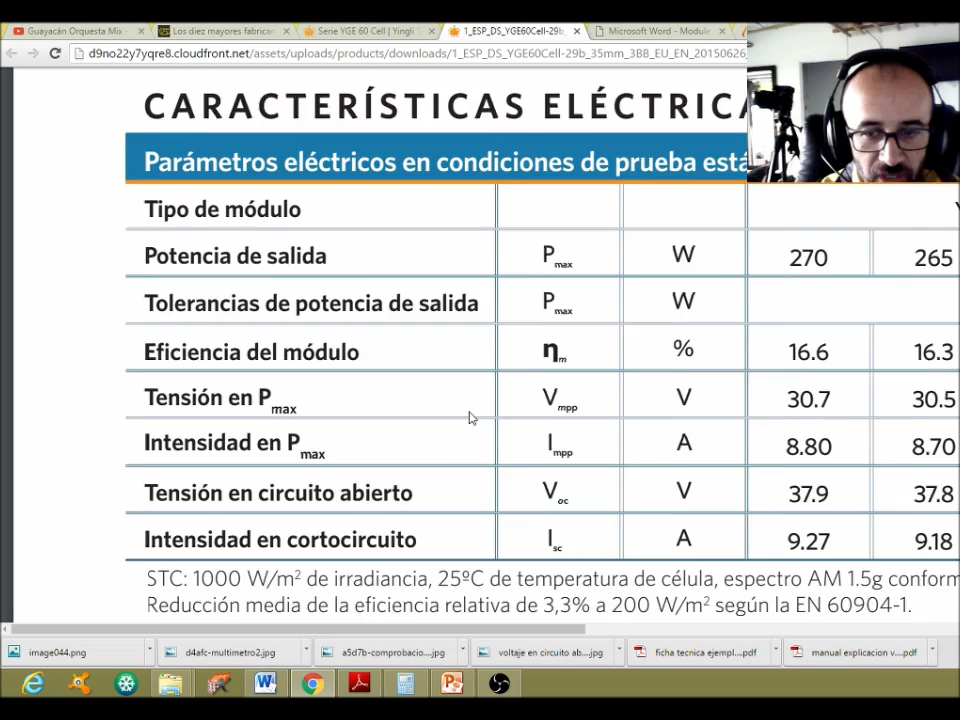 Guayacán Orquesta Mix -
Los diez mayores fabrican
Serie YGE 60 Cell | Yingli
1_ESP_DS_YGE60Cell-29b_
Microsoft Word - Module
d9no22y7yqre8.cloudfront.net/assets/uploads/products/downloads/1_ESP_DS_YGE60Cell-29b_35mm_3BB_EU_EN_20150626_
CARACTERÍSTICAS ELÉCTRICA
Parámetros eléctricos en condiciones de prueba está
Tipo de módulo
Potencia de salida Pmax W 270 265
Tolerancias de potencia de salida Pmax W
Eficiencia del módulo ηm % 16.6 16.3
Tensión en Pmax Vmpp V 30.7 30.5
Intensidad en Pmax Impp A 8.80 8.70
Tensión en circuito abierto Voc V 37.9 37.8
Intensidad en cortocircuito Isc A 9.27 9.18
STC: 1000 W/m² de irradiancia, 25ºC de temperatura de célula, espectro AM 1.5g conform
Reducción media de la eficiencia relativa de 3,3% a 200 W/m² según la EN 60904-1.
image044.png
d4afc-multimetro2.jpg
a5d7b-comprobacio....jpg
voltaje en circuito ab....jpg
ficha tecnica ejempl....pdf
manual explicacion v....pdf